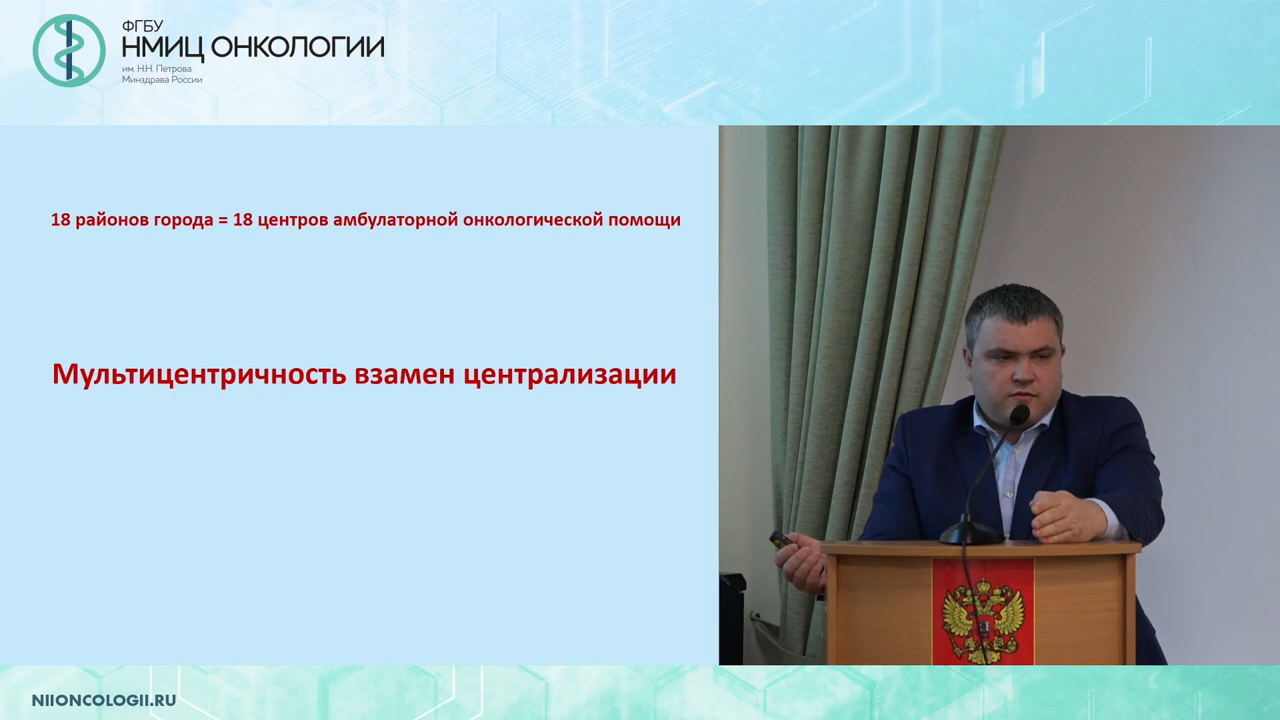 ФГБУ
НМИЦ ОНКОЛОГИИ
им. Н.Н. Петрова
Минздрава России
18 районов города = 18 центров амбулаторной онкологической помощи
Мультицентричность взамен централизации
NIIONCOLOGII.RU